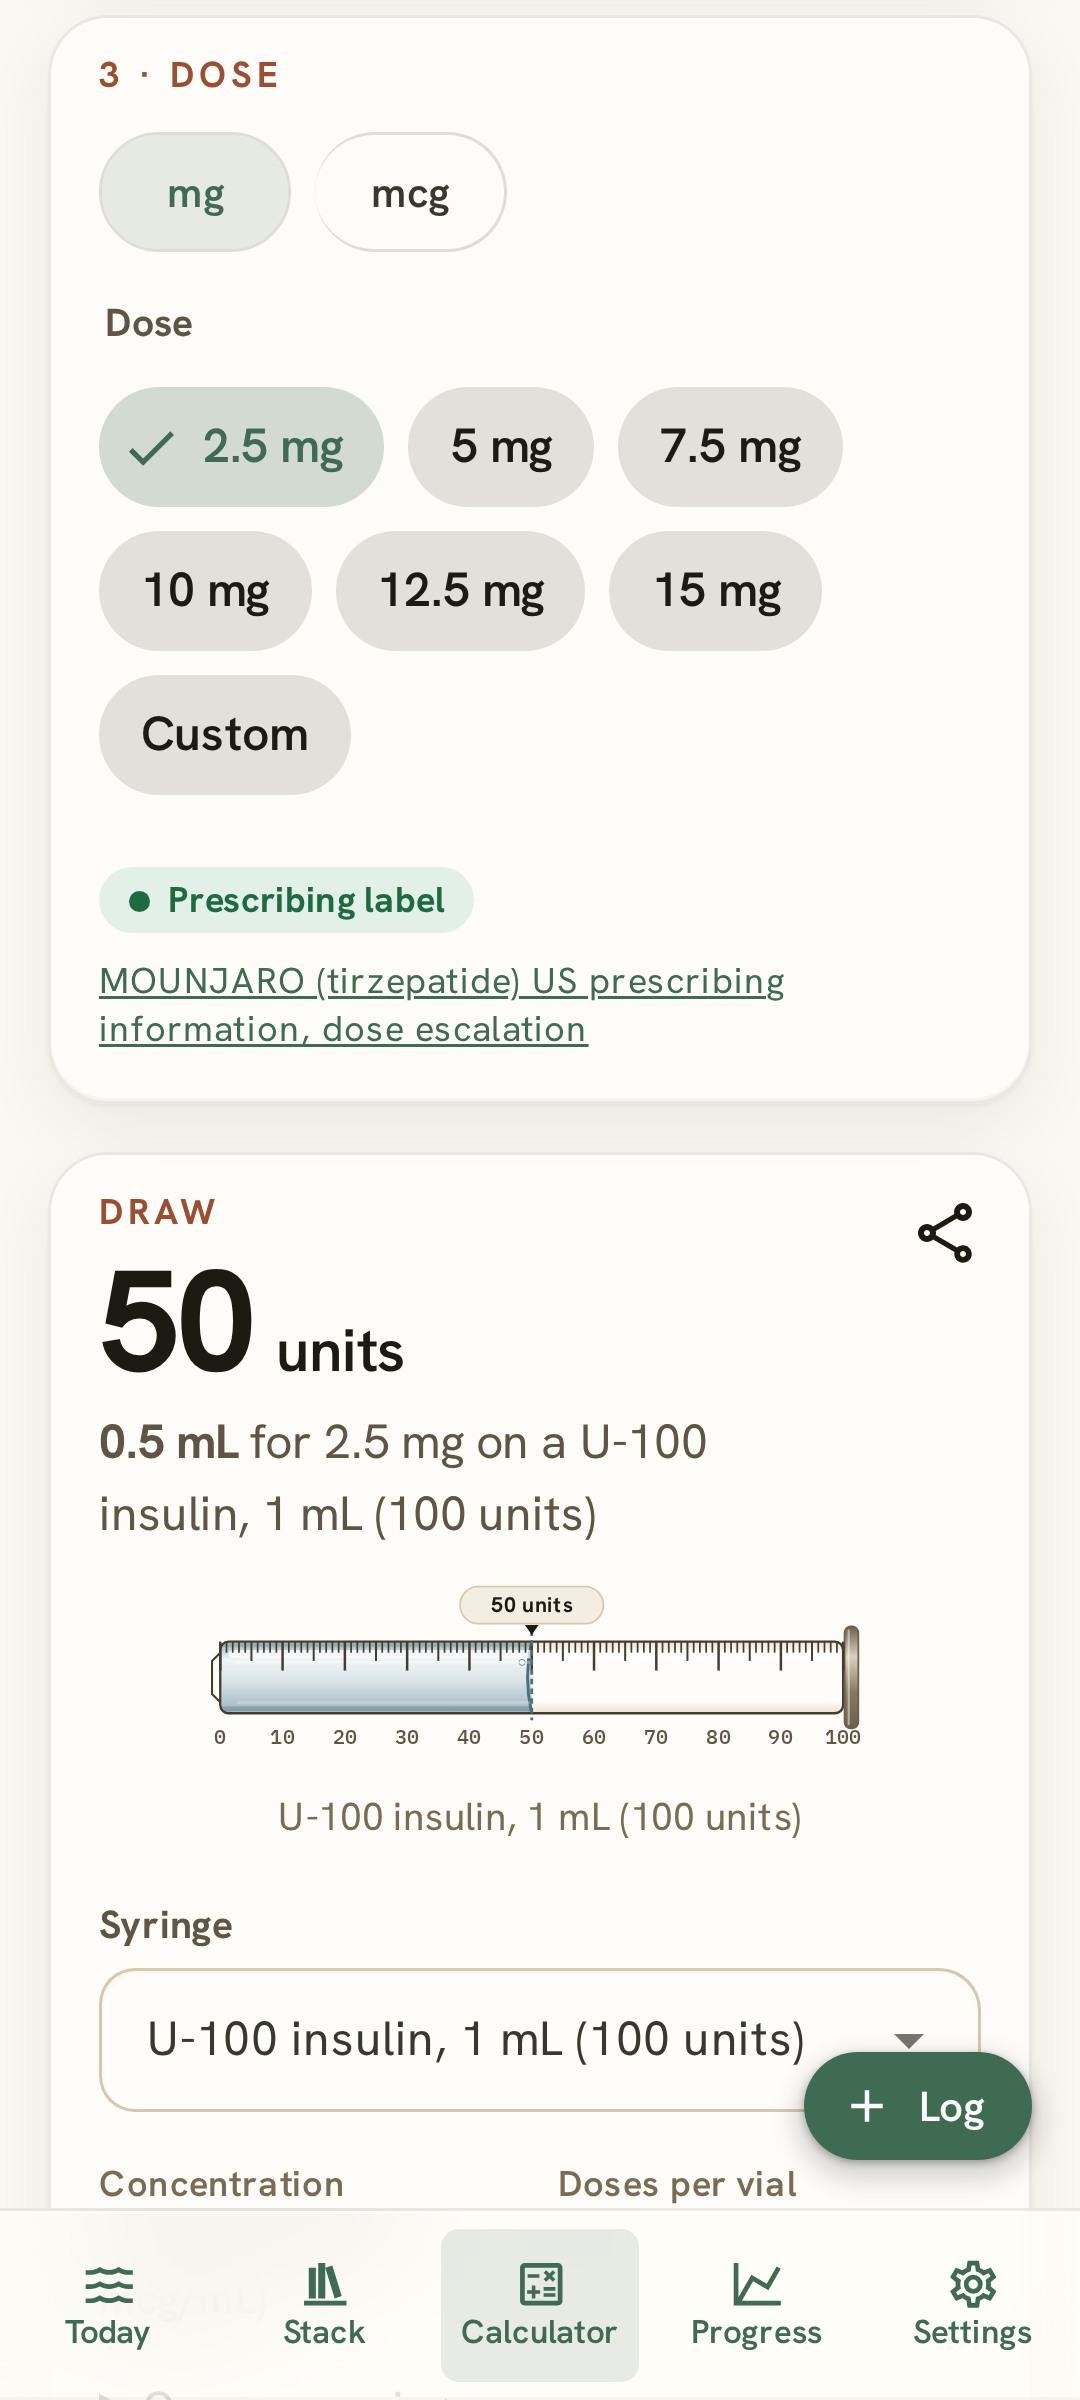 3 · DOSE
mg mcg
Dose
2.5 mg 5 mg 7.5 mg
10 mg 12.5 mg 15 mg
Custom
Prescribing label
MOUNJARO (tirzepatide) US prescribing
information, dose escalation
DRAW
50 units
0.5 mL for 2.5 mg on a U-100
insulin, 1 mL (100 units)
50 units
0 10 20 30 40 50 60 70 80 90 100
U-100 insulin, 1 mL (100 units)
Syringe
U-100 insulin, 1 mL (100 units)
+ Log
Concentration Doses per vial
Today Stack Calculator Progress Settings